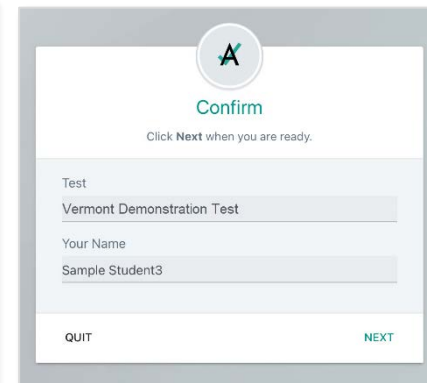 Confirm
Click Next when you are ready.
Test
Vermont Demonstration Test
Your Name
Sample Student3
QUIT NEXT